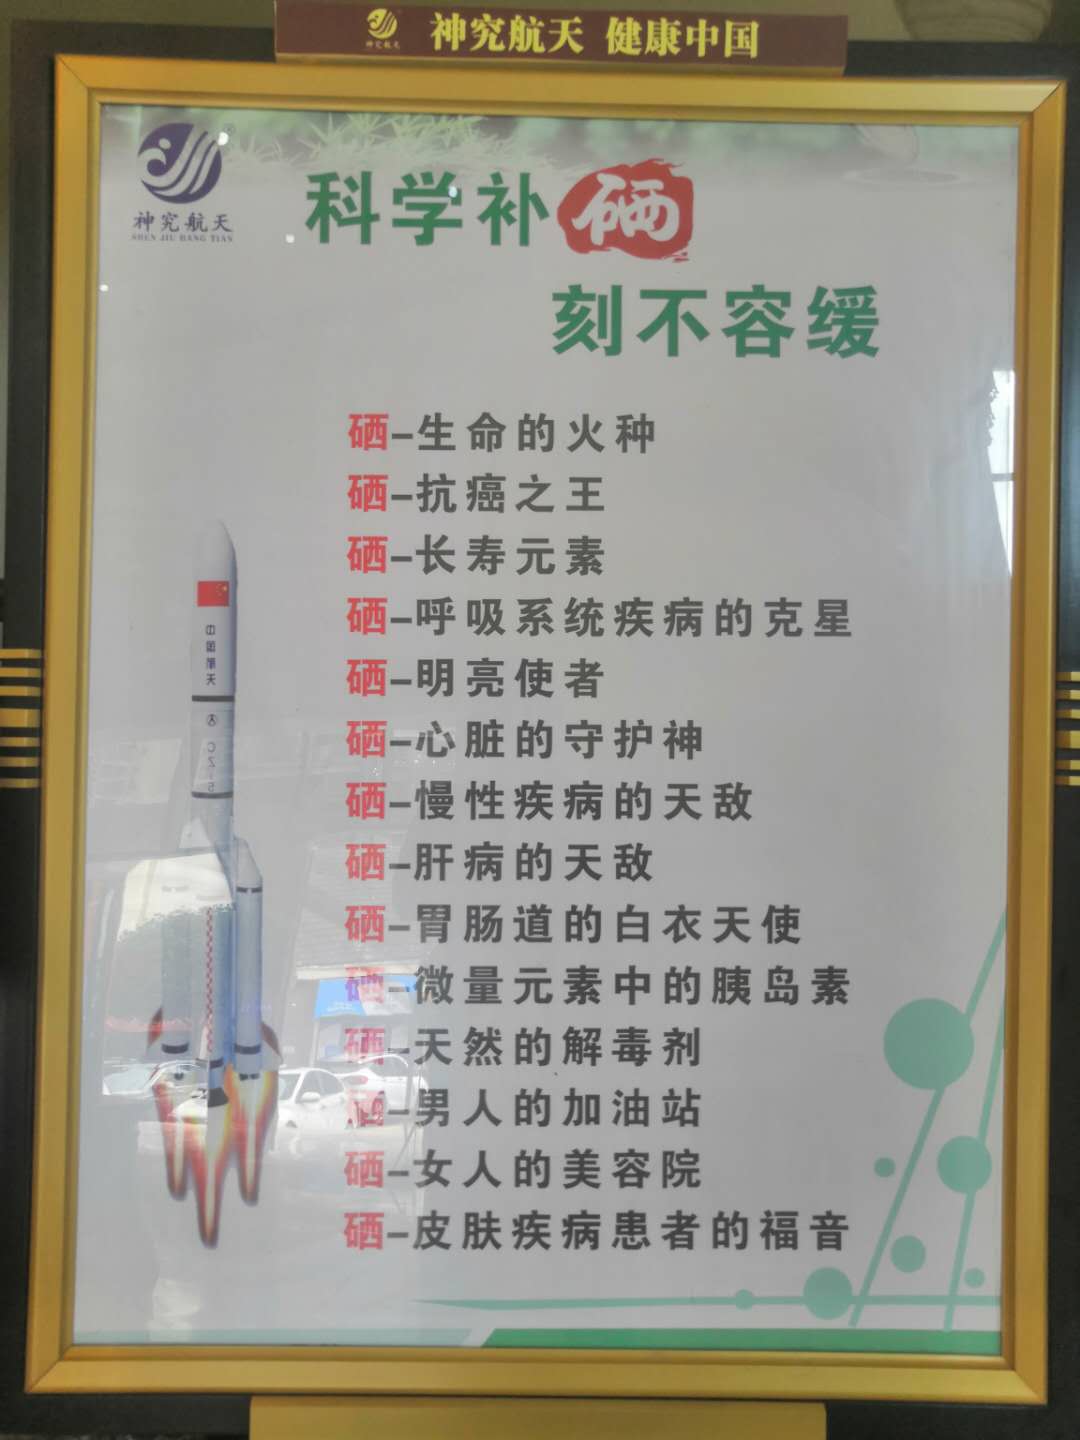 神究航天 神究航天 健康中国
神究航天
SHEN JIU HANG TIAN
科学补硒
刻不容缓
硒-生命的火种
硒-抗癌之王
硒-长寿元素
硒-呼吸系统疾病的克星
硒-明亮使者
硒-心脏的守护神
硒-慢性疾病的天敌
硒-肝病的天敌
硒-胃肠道的白衣天使
硒-微量元素中的胰岛素
硒-天然的解毒剂
硒-男人的加油站
硒-女人的美容院
硒-皮肤疾病患者的福音
中国航天
CZ-5